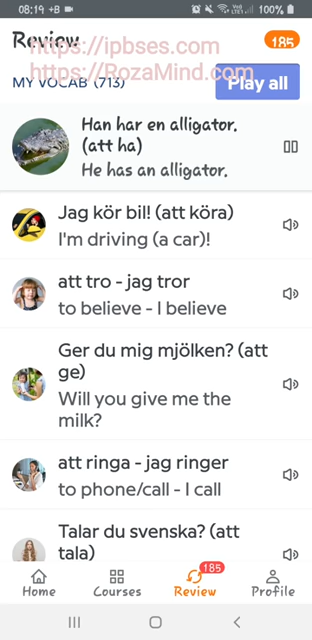 08:19 +B
VoLTE1 100%
Review
185
https://ipbses.com
https://RozaMind.com
MY VOCAB (713)
Play all
Han har en alligator.
(att ha)
He has an alligator.
Jag kör bil! (att köra)
I'm driving (a car)!
att tro - jag tror
to believe - I believe
Ger du mig mjölken? (att
ge)
Will you give me the
milk?
att ringa - jag ringer
to phone/call - I call
Talar du svenska? (att
tala)
185
Home Courses Review Profile